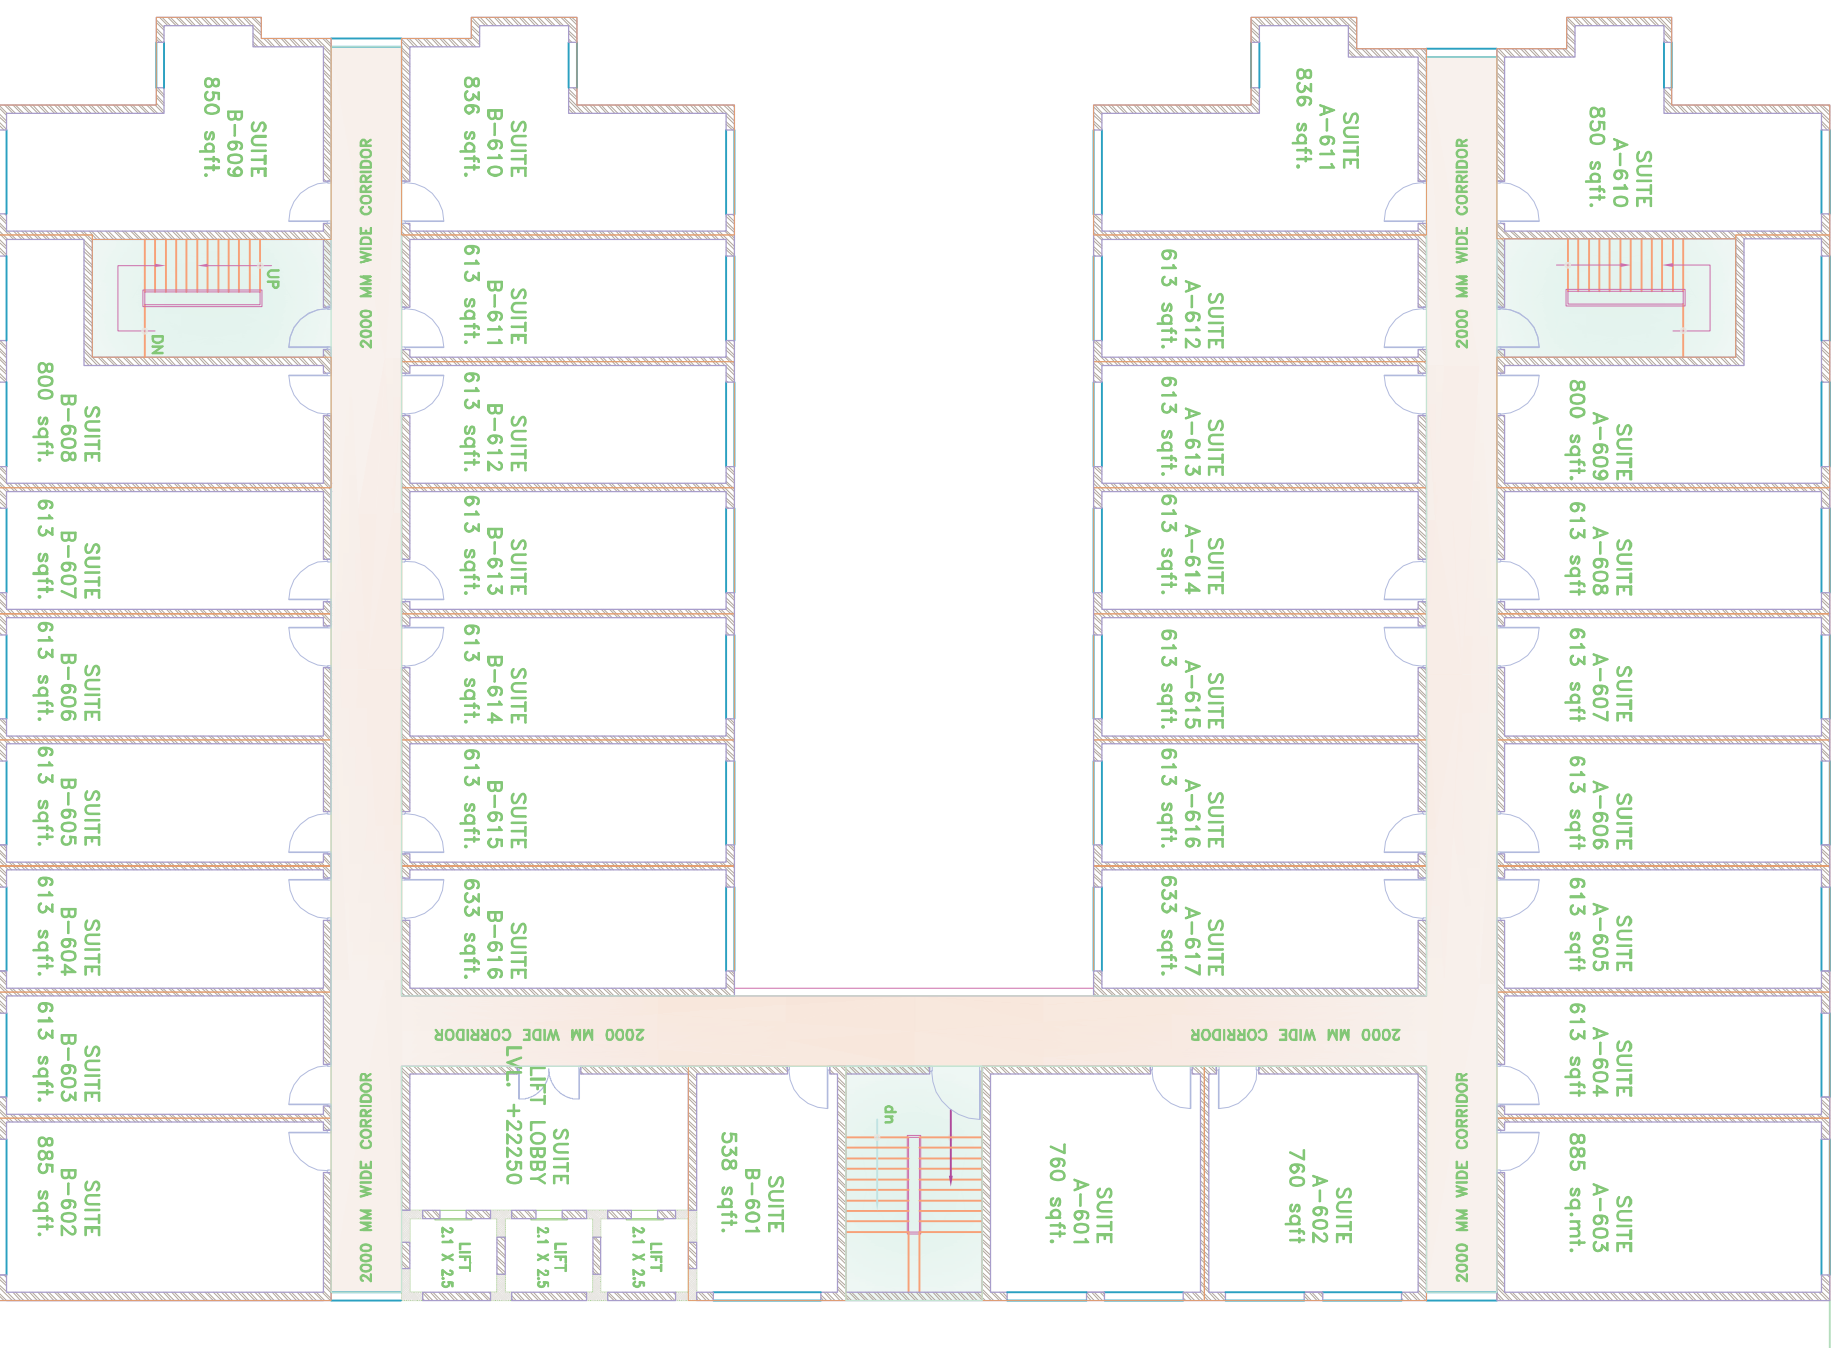 SUITE
B-609
850 sqft.
SUITE
B-610
836 sqft.
SUITE
A-611
836 sqft.
SUITE
A-610
850 sqft.
2000 MM WIDE CORRIDOR
2000 MM WIDE CORRIDOR
UP
DN
SUITE
B-611
613 sqft.
SUITE
A-612
613 sqft.
SUITE
B-608
800 sqft.
SUITE
B-612
613 sqft.
SUITE
A-613
613 sqft.
SUITE
A-609
800 sqft.
SUITE
B-607
613 sqft.
SUITE
B-613
613 sqft.
SUITE
A-614
613 sqft.
SUITE
A-608
613 sqft
SUITE
B-606
613 sqft.
SUITE
B-614
613 sqft.
SUITE
A-615
613 sqft.
SUITE
A-607
613 sqft
SUITE
B-605
613 sqft.
SUITE
B-615
613 sqft.
SUITE
A-616
613 sqft.
SUITE
A-606
613 sqft
SUITE
B-604
613 sqft.
SUITE
B-616
633 sqft.
SUITE
A-617
633 sqft.
SUITE
A-605
613 sqft
SUITE
B-603
613 sqft.
2000 MM WIDE CORRIDOR
2000 MM WIDE CORRIDOR
SUITE
A-604
613 sqft
SUITE
B-602
885 sqft.
2000 MM WIDE CORRIDOR
SUITE
LIFT LOBBY
LVL. +22250
LIFT
2.1 X 2.5
LIFT
2.1 X 2.5
LIFT
2.1 X 2.5
SUITE
B-601
538 sqft.
dn
SUITE
A-601
760 sqft.
SUITE
A-602
760 sqft
2000 MM WIDE CORRIDOR
SUITE
A-603
885 sq.mt.